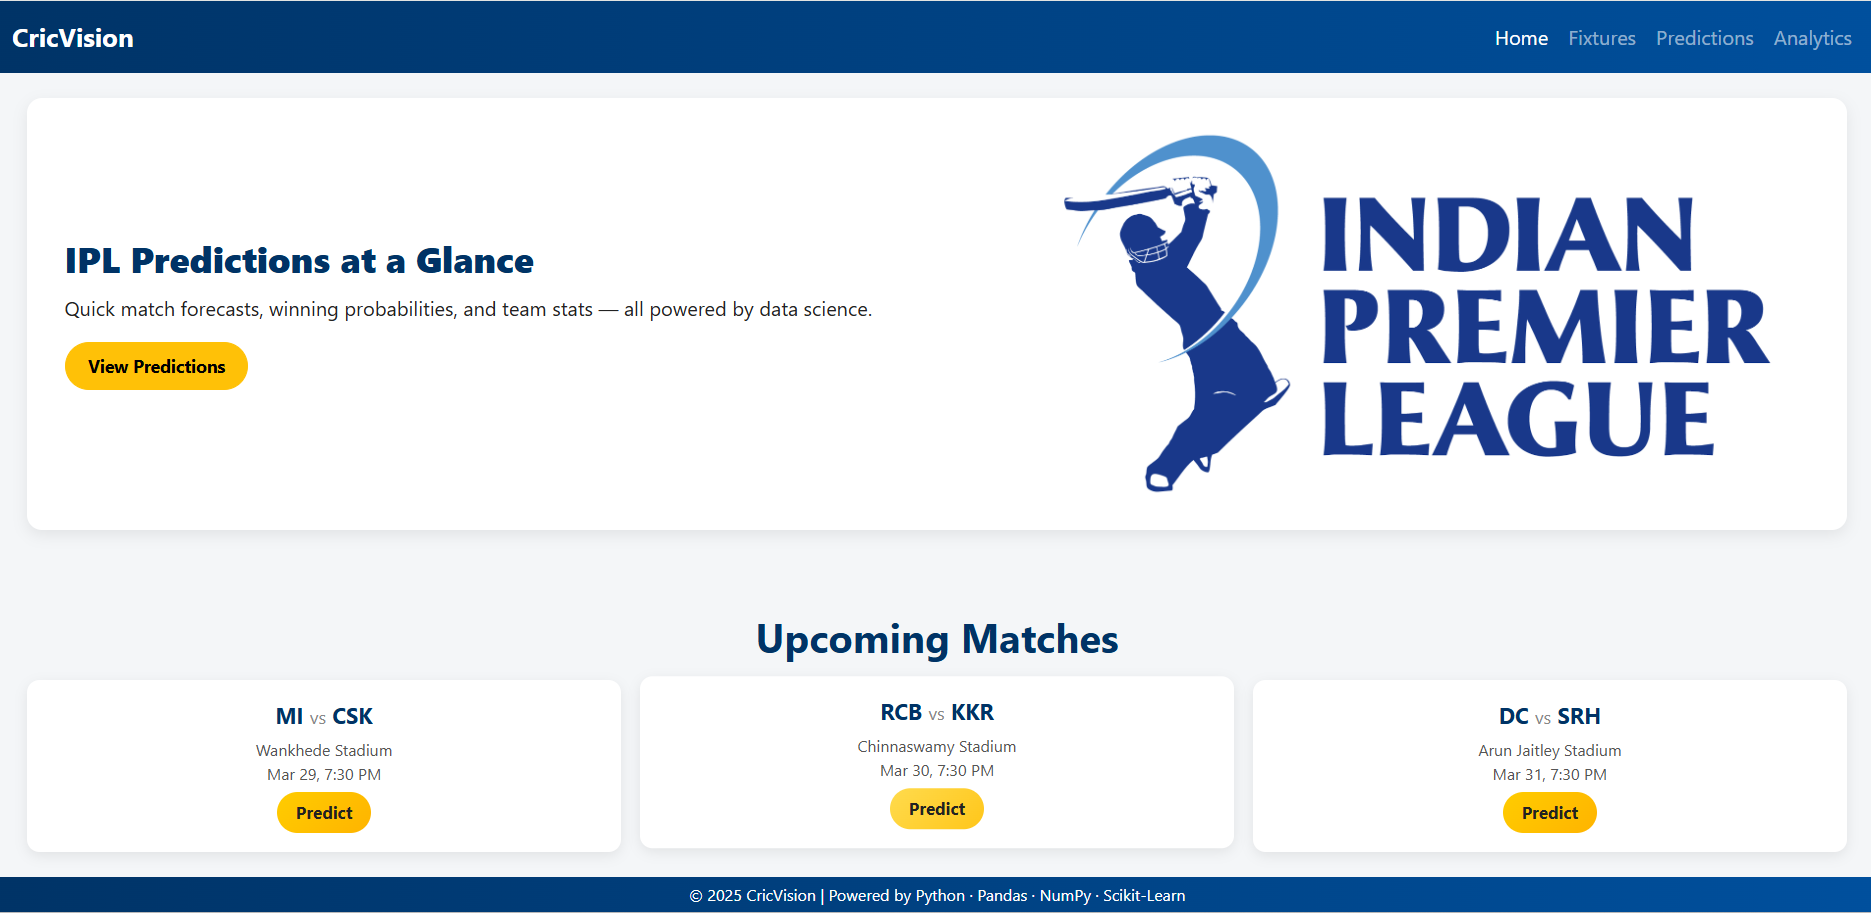 CricVision
Home Fixtures Predictions Analytics
IPL Predictions at a Glance
Quick match forecasts, winning probabilities, and team stats — all powered by data science.
View Predictions
INDIAN
PREMIER
LEAGUE
Upcoming Matches
MI vs CSK
Wankhede Stadium
Mar 29, 7:30 PM
Predict
RCB vs KKR
Chinnaswamy Stadium
Mar 30, 7:30 PM
Predict
DC vs SRH
Arun Jaitley Stadium
Mar 31, 7:30 PM
Predict
© 2025 CricVision | Powered by Python · Pandas · NumPy · Scikit-Learn